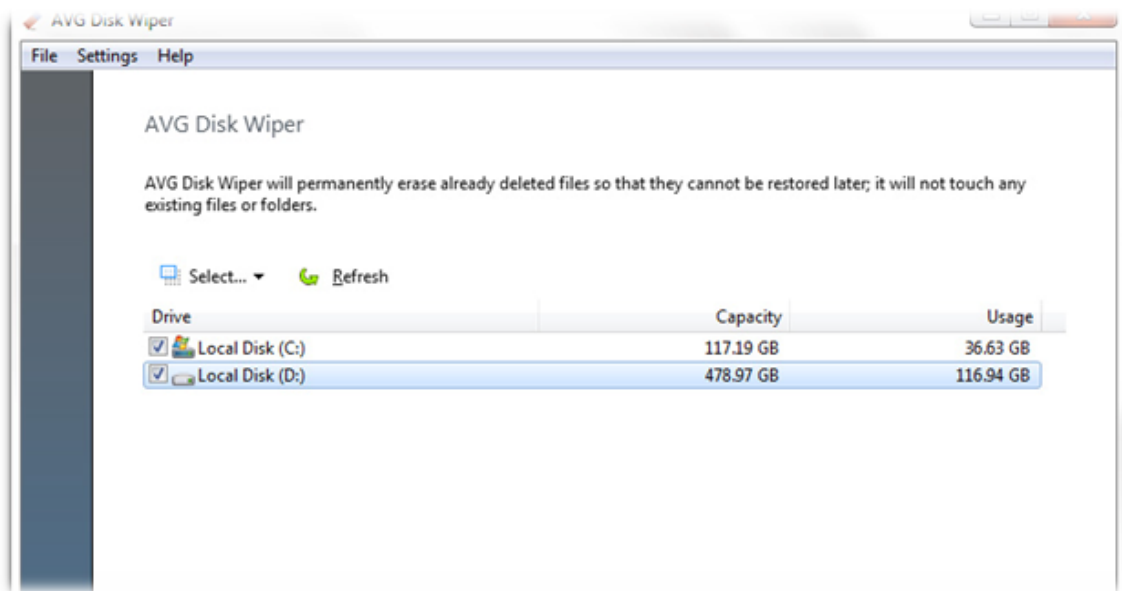 AVG Disk Wiper
File Settings Help
AVG Disk Wiper
AVG Disk Wiper will permanently erase already deleted files so that they cannot be restored later; it will not touch any
existing files or folders.
Select... Refresh
Drive Capacity Usage
Local Disk (C:) 117.19 GB 36.63 GB
Local Disk (D:) 478.97 GB 116.94 GB